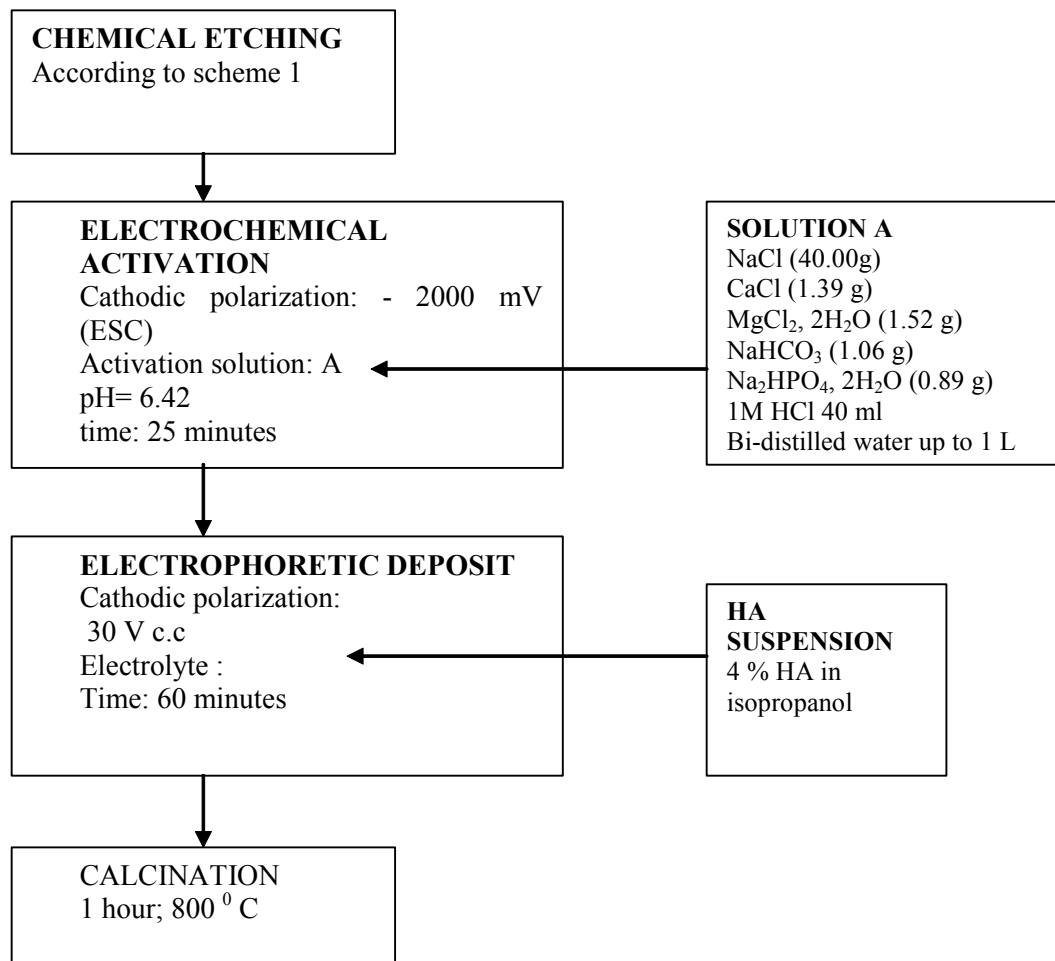 CHEMICAL ETCHING
According to scheme 1
ELECTROCHEMICAL
ACTIVATION
Cathodic polarization: - 2000 mV
(ESC)
Activation solution: A
pH= 6.42
time: 25 minutes
SOLUTION A
NaCl (40.00g)
CaCl (1.39 g)
MgCl₂, 2H₂O (1.52 g)
NaHCO₃ (1.06 g)
Na₂HPO₄, 2H₂O (0.89 g)
1M HCl 40 ml
Bi-distilled water up to 1 L
ELECTROPHORETIC DEPOSIT
Cathodic polarization:
30 V c.c
Electrolyte :
Time: 60 minutes
HA
SUSPENSION
4 % HA in
isopropanol
CALCINATION
1 hour; 800 ⁰ C